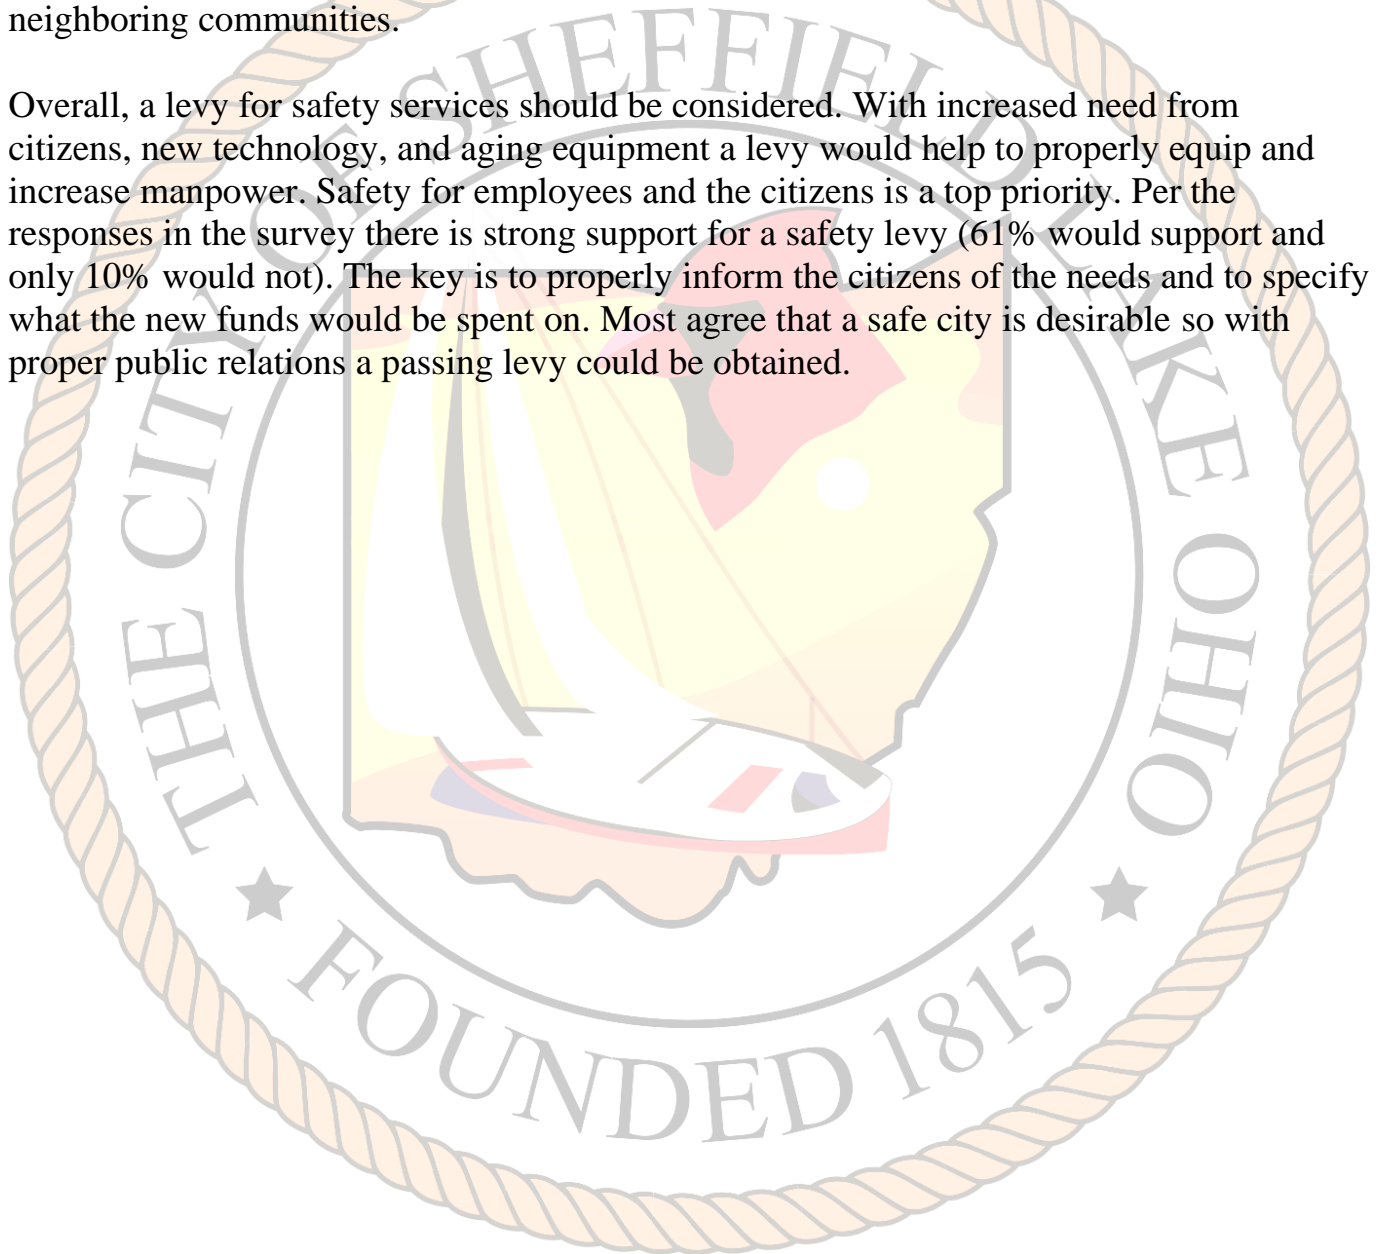 neighboring communities.
Overall, a levy for safety services should be considered. With increased need from
citizens, new technology, and aging equipment a levy would help to properly equip and
increase manpower. Safety for employees and the citizens is a top priority. Per the
responses in the survey there is strong support for a safety levy (61% would support and
only 10% would not). The key is to properly inform the citizens of the needs and to specify
what the new funds would be spent on. Most agree that a safe city is desirable so with
proper public relations a passing levy could be obtained.
THE CITY OF SHEFFIELD LAKE OHIO
FOUNDED 1815